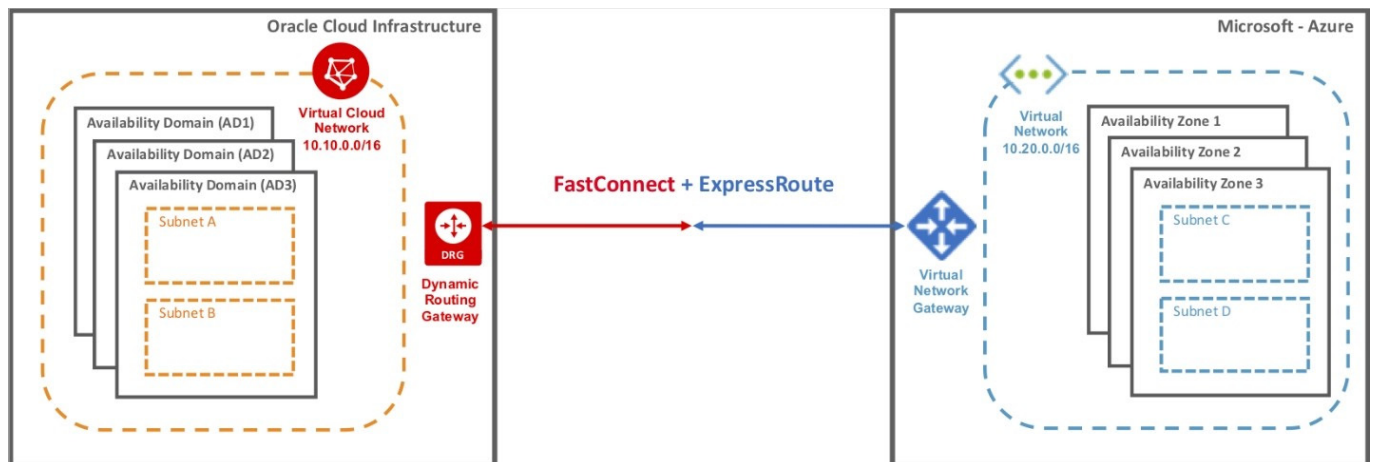 Oracle Cloud Infrastructure
Virtual Cloud
Network
10.10.0.0/16
Availability Domain (AD1)
Availability Domain (AD2)
Availability Domain (AD3)
Subnet A
Subnet B
DRG
Dynamic
Routing
Gateway
FastConnect + ExpressRoute
Microsoft - Azure
Virtual
Network
10.20.0.0/16
Availability Zone 1
Availability Zone 2
Availability Zone 3
Subnet C
Subnet D
Virtual
Network
Gateway